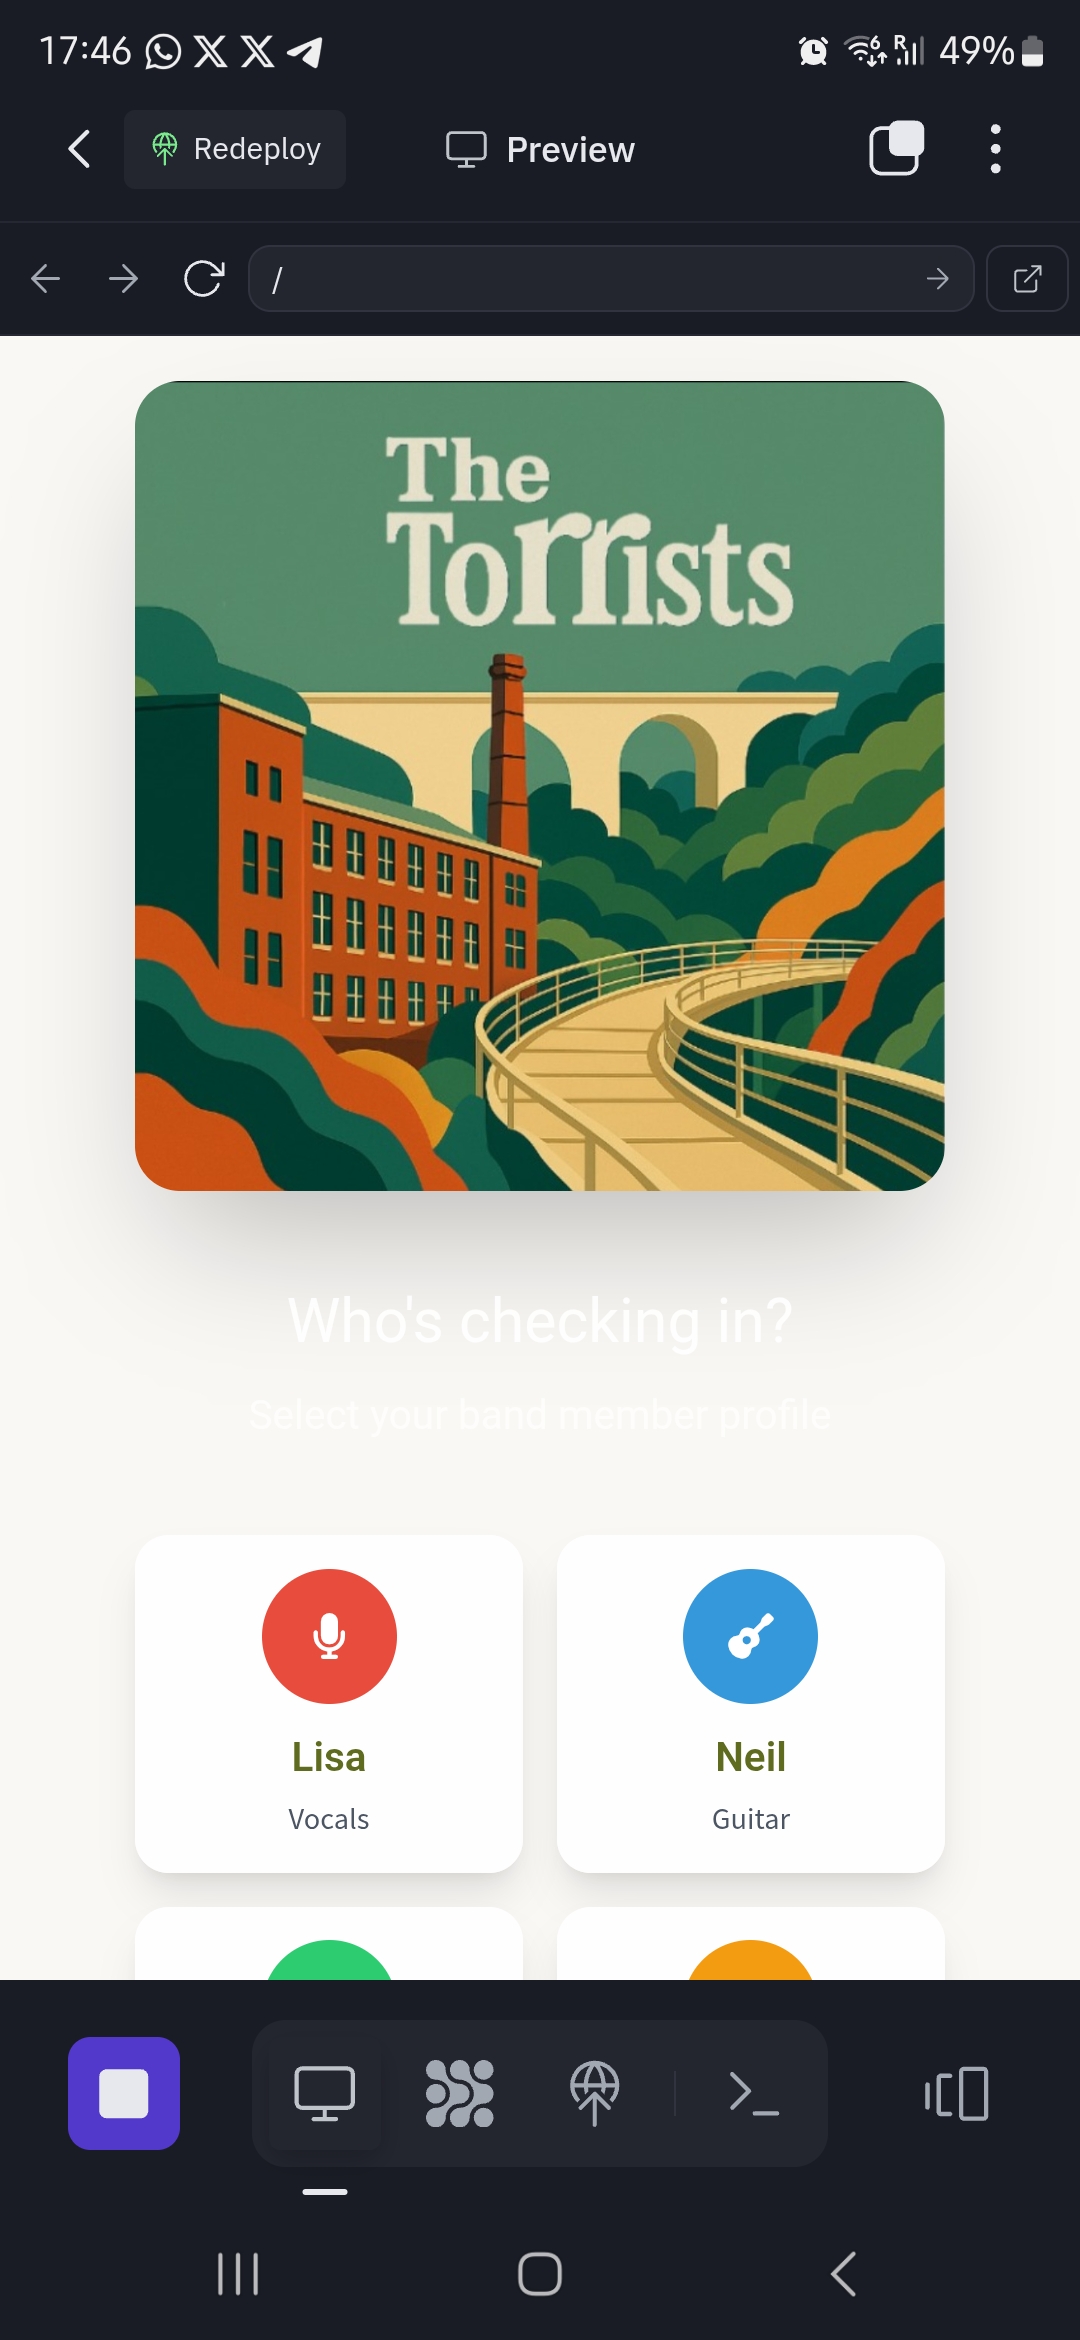 17:46
6
R
49%
Redeploy
Preview
/
The
Torrists
Who's checking in?
Select your band member profile
Lisa
Vocals
Neil
Guitar